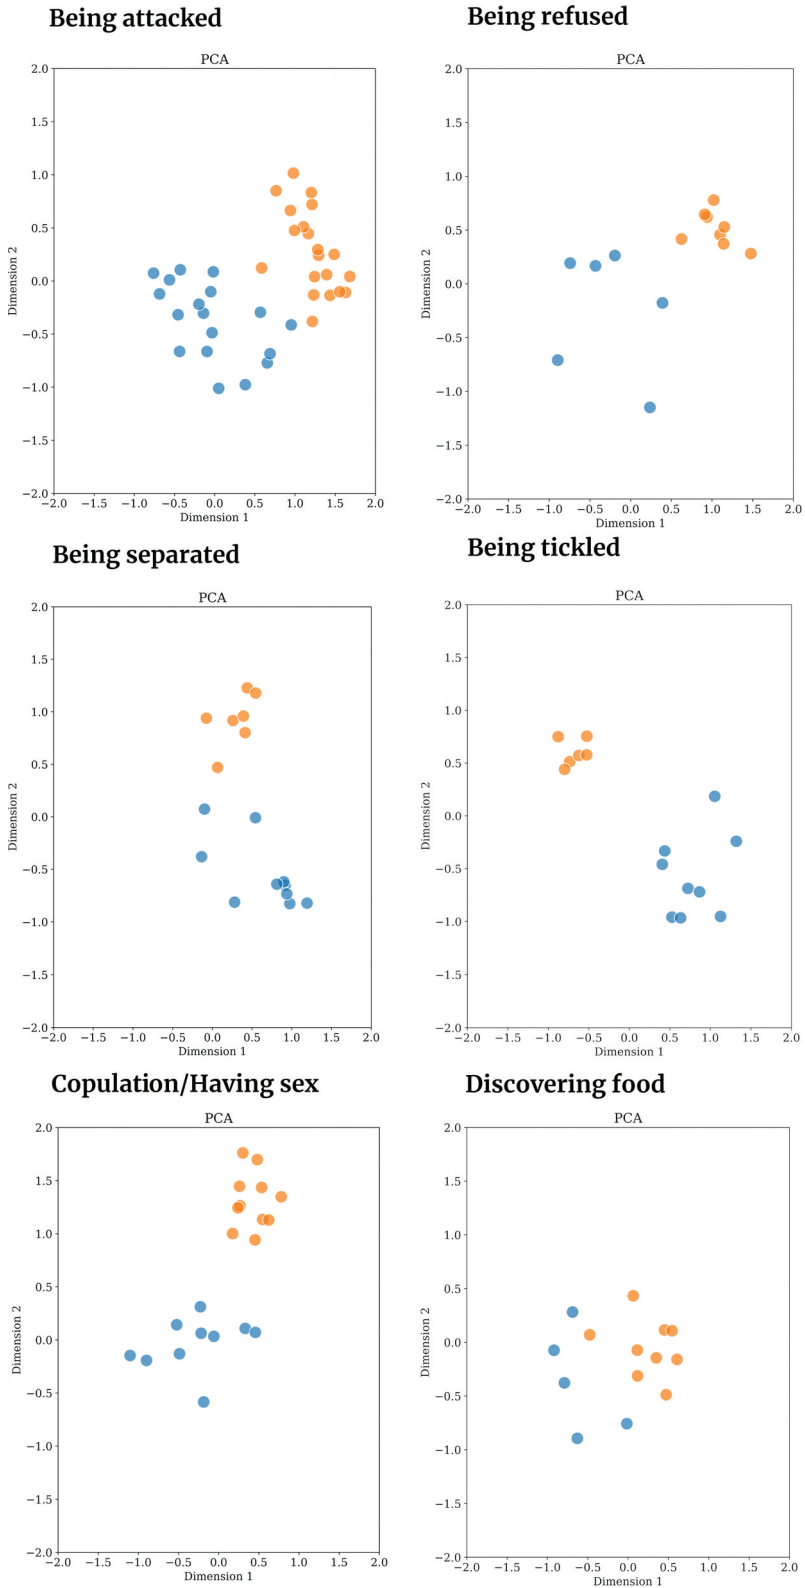 Being attacked
PCA
2.0
1.5
1.0
0.5
0.0
−0.5
−1.0
−1.5
−2.0
Dimension 2
−2.0 −1.5 −1.0 −0.5 0.0 0.5 1.0 1.5 2.0
Dimension 1
Being refused
PCA
2.0
1.5
1.0
0.5
0.0
−0.5
−1.0
−1.5
−2.0
Dimension 2
−2.0 −1.5 −1.0 −0.5 0.0 0.5 1.0 1.5 2.0
Dimension 1
Being separated
PCA
2.0
1.5
1.0
0.5
0.0
−0.5
−1.0
−1.5
−2.0
Dimension 2
−2.0 −1.5 −1.0 −0.5 0.0 0.5 1.0 1.5 2.0
Dimension 1
Being tickled
PCA
2.0
1.5
1.0
0.5
0.0
−0.5
−1.0
−1.5
−2.0
Dimension 2
−2.0 −1.5 −1.0 −0.5 0.0 0.5 1.0 1.5 2.0
Dimension 1
Copulation/Having sex
PCA
2.0
1.5
1.0
0.5
0.0
−0.5
−1.0
−1.5
−2.0
Dimension 2
−2.0 −1.5 −1.0 −0.5 0.0 0.5 1.0 1.5 2.0
Dimension 1
Discovering food
PCA
2.0
1.5
1.0
0.5
0.0
−0.5
−1.0
−1.5
−2.0
Dimension 2
−2.0 −1.5 −1.0 −0.5 0.0 0.5 1.0 1.5 2.0
Dimension 1